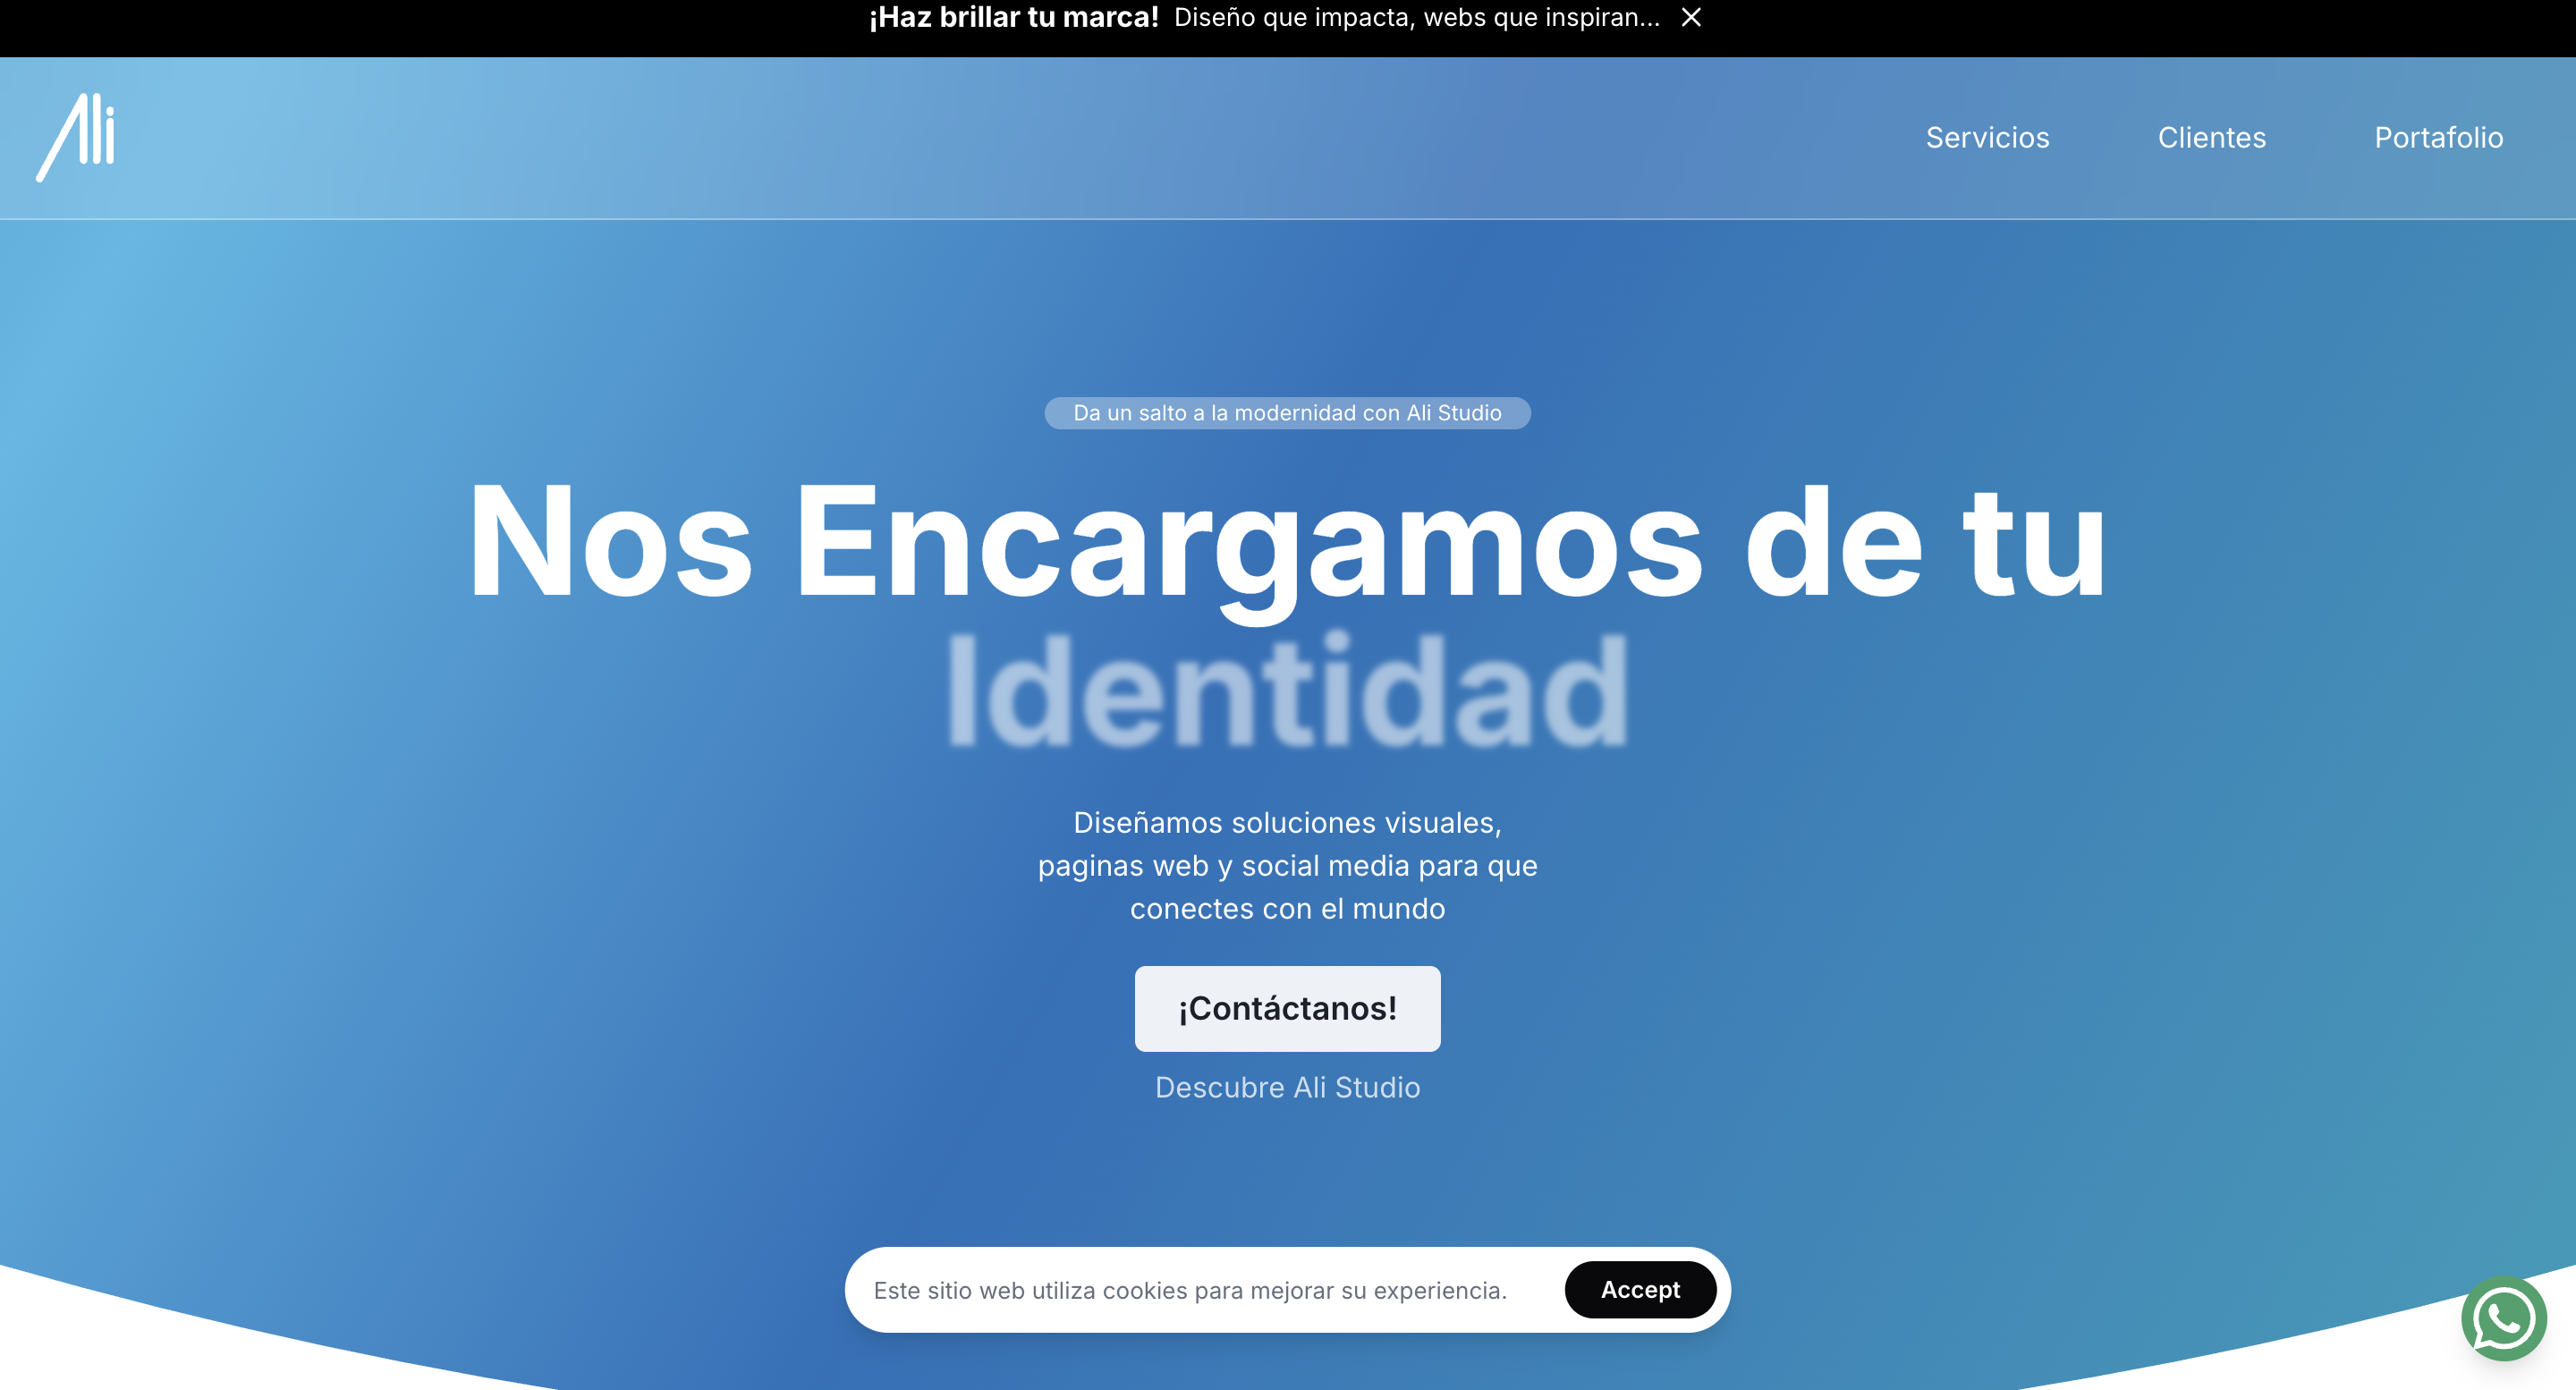 ¡Haz brillar tu marca! Diseño que impacta, webs que inspiran...
Ali
Servicios Clientes Portafolio
Da un salto a la modernidad con Ali Studio
Nos Encargamos de tu
Identidad
Diseñamos soluciones visuales,
paginas web y social media para que
conectes con el mundo
¡Contáctanos!
Descubre Ali Studio
Este sitio web utiliza cookies para mejorar su experiencia. Accept